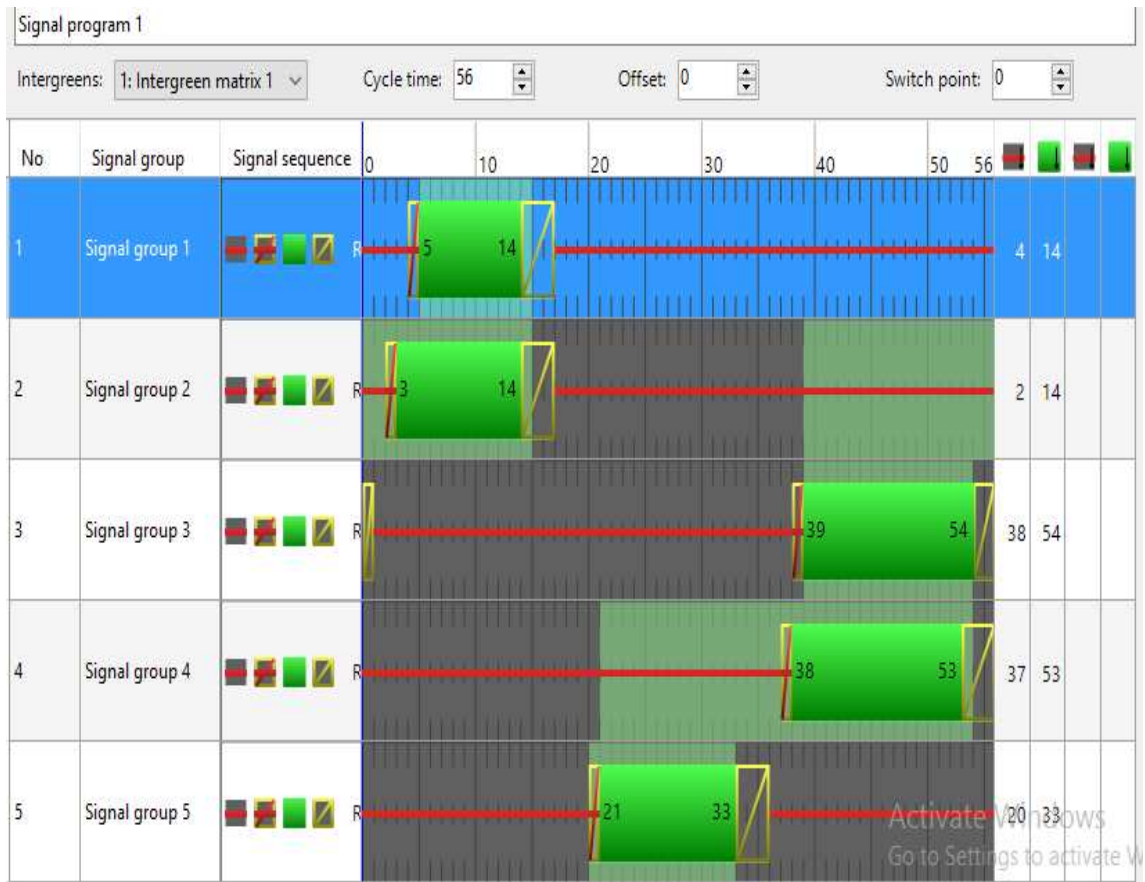 Signal program 1
Intergreens: 1: Intergreen matrix 1 Cycle time: 56 Offset: 0 Switch point: 0
No Signal group Signal sequence 0 10 20 30 40 50 56
1 Signal group 1 R 5 14 4 14
2 Signal group 2 R 3 14 2 14
3 Signal group 3 R 39 54 38 54
4 Signal group 4 R 38 53 37 53
5 Signal group 5 R 21 33 20 33
Activate Windows
Go to Settings to activate W